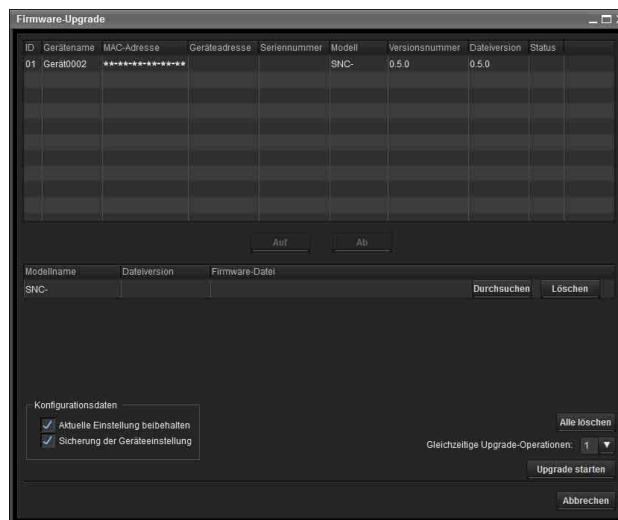 Firmware-Upgrade
ID Gerätename MAC-Adresse Geräteadresse Seriennummer Modell Versionsnummer Dateiversion Status
01 Gerät0002 **-**-**-**-**-** SNC- 0.5.0 0.5.0
Auf Ab
Modellname Dateiversion Firmware-Datei
SNC- Durchsuchen Löschen
Konfigurationsdaten
Aktuelle Einstellung beibehalten
Sicherung der Geräteeinstellung
Alle löschen
Gleichzeitige Upgrade-Operationen: 1
Upgrade starten
Abbrechen